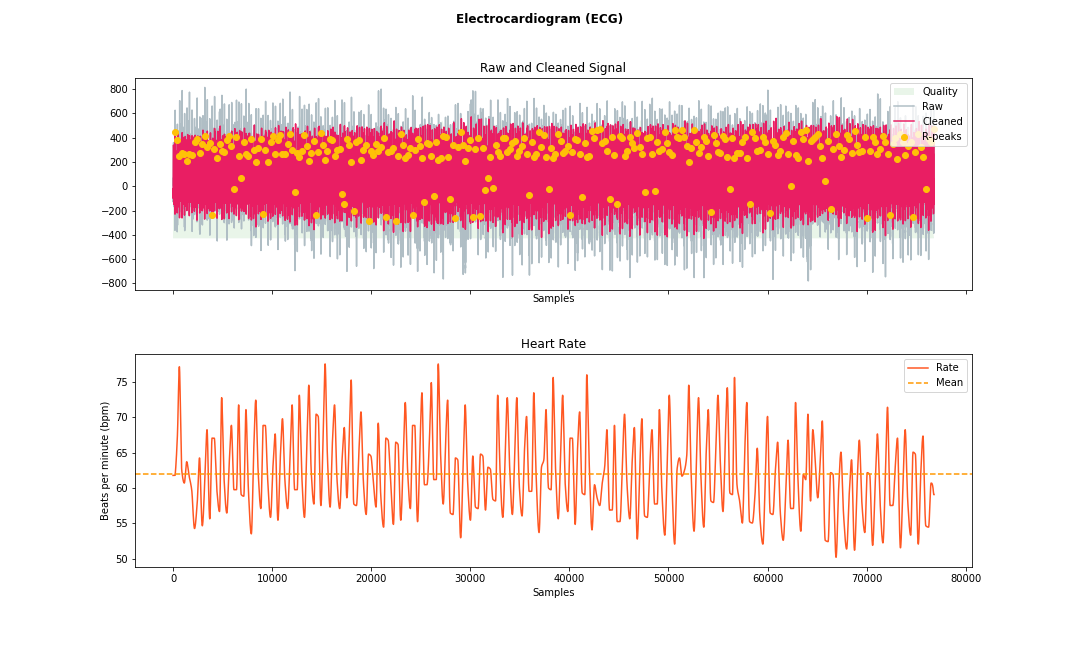 Electrocardiogram (ECG)
Raw and Cleaned Signal
800
600
400
200
0
−200
−400
−600
−800
Quality
Raw
Cleaned
R-peaks
Samples
Heart Rate
Beats per minute (bpm)
75
70
65
60
55
50
Rate
Mean
0 10000 20000 30000 40000 50000 60000 70000 80000
Samples